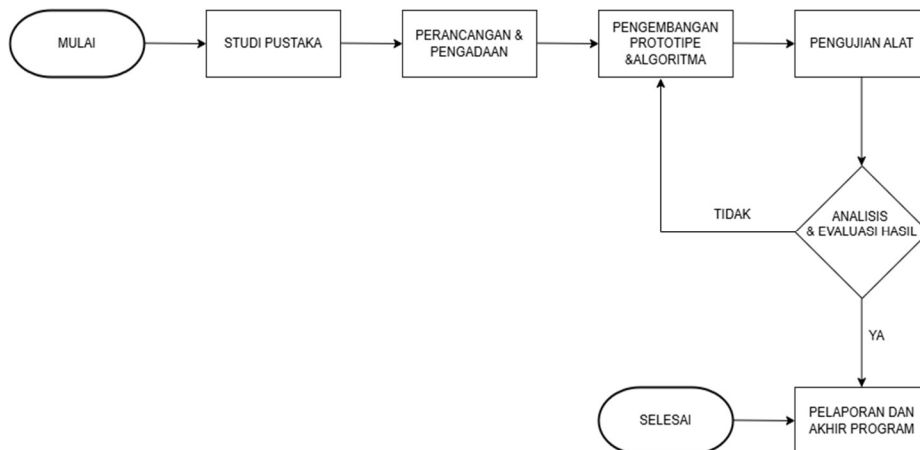 MULAI
STUDI PUSTAKA
PERANCANGAN &
PENGADAAN
PENGEMBANGAN
PROTOTIPE
&ALGORITMA
PENGUJIAN ALAT
TIDAK
ANALISIS
& EVALUASI HASIL
YA
SELESAI
PELAPORAN DAN
AKHIR PROGRAM